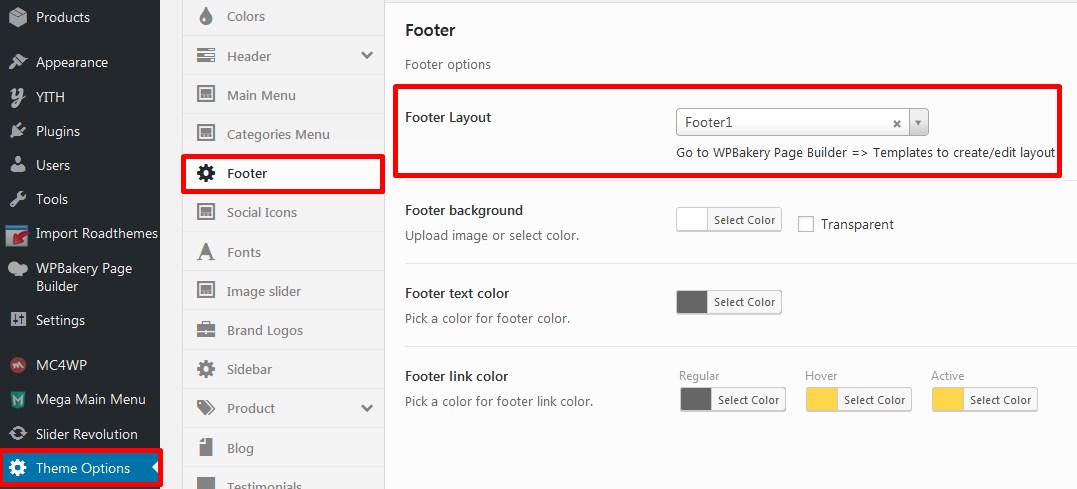 Products
Appearance
YITH
Plugins
Users
Tools
Import Roadthemes
WPBakery Page
Builder
Settings
MC4WP
Mega Main Menu
Slider Revolution
Theme Options
Colors
Header
Main Menu
Categories Menu
Footer
Social Icons
Fonts
Image slider
Brand Logos
Sidebar
Product
Blog
Testimonials
Footer
Footer options
Footer Layout
Footer1
Go to WPBakery Page Builder => Templates to create/edit layout
Footer background
Upload image or select color.
Select Color
Transparent
Footer text color
Pick a color for footer color.
Select Color
Footer link color
Pick a color for footer link color.
Regular
Select Color
Hover
Select Color
Active
Select Color